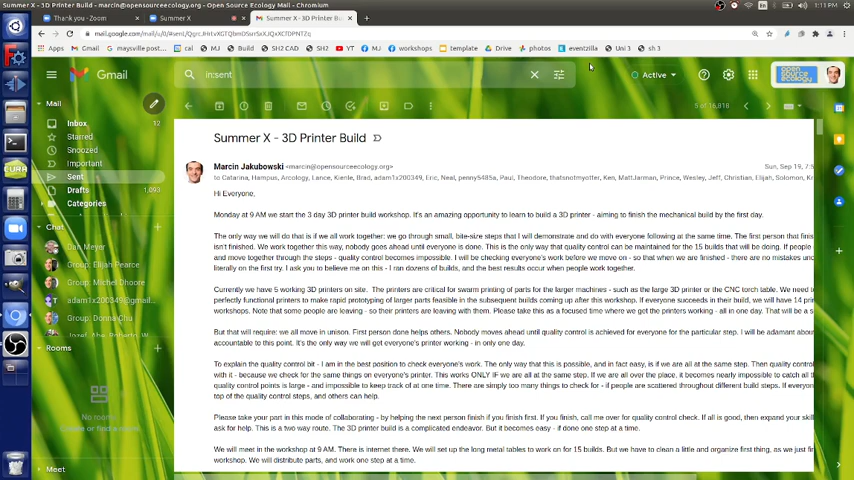 Summer X - 3D Printer Build - marcin@opensourceecology.org - Open Source Ecology Mail - Chromium
En
1:11 PM
Thank you - Zoom
Summer X
Summer X - 3D Printer Build
mail.google.com/mail/u/0/#sent/
Apps
Gmail
maysville post...
cal
BH
Build
SH2 CAD
SH2
YT
MJ
workshops
template
Drive
photos
eventzilla
Uni 3
sh 3
Gmail
in:sent
Active
open
source
ecology
Mail
Inbox
12
Starred
Snoozed
Important
Sent
Drafts
1,093
Categories
5 of 16,818
Summer X - 3D Printer Build
Marcin Jakubowski <marcin@opensourceecology.org>
Sun, Sep 19, 7:5
to Catarina, Hampus, Arcology, Lance, Kienle, Brad, adam1x200349, Eric, Neal, penny5485a, Paul, Theodore, thatsnotmyotter, Ken, MattJarman, Prince, Wesley, Jeff, Christian, Elijah, Solomon,
Hi Everyone,
Monday at 9 AM we start the 3 day 3D printer build workshop. It's an amazing opportunity to learn to build a 3D printer - aiming to finish the mechanical build by the first day.
The only way we will do that is if we all work together: we go through small, bite-size steps that I will demonstrate and do with everyone following at the same time. The first person that finis
isn't finished. We work together this way, nobody goes ahead until everyone is done. This is the only way that quality control can be maintained for the 15 builds that will be doing. If people
and move together through the steps - quality control becomes impossible. I will be checking everyone's work before we move on - so that when we are finished - there are no mistakes
literally on the first try. I ask you to believe me on this - I ran dozens of builds, and the best results occur when people work together.
Currently we have 5 working 3D printers on site. The printers are critical for swarm printing of parts for the larger machines - such as the large 3D printer or the CNC torch table. We need to
perfectly functional printers to make rapid prototyping of larger parts feasible in the subsequent builds coming up after this workshop. If everyone succeeds in their build, we will have 14 pri
workshops. Note that some people are leaving - so their printers are leaving with them. Please take this as a focused time where we get the printers working - all in one day. That will be a s
But that will require: we all move in unison. First person done helps others. Nobody moves ahead until quality control is achieved for everyone for the particular step. I will be adamant abou
accountable to this point. It's the only way we will get everyone's printer working - in only one day.
To explain the quality control bit - I am in the best position to check everyone's work. The only way that this is possible, and in fact easy, is if we all are at the same step. Then quality control
with it - because we check for the same things on everyone's printer. This works ONLY IF we are all at the same step. If we are all over the place, it becomes nearly impossible to catch all t
quality control points is large - and impossible to keep track of at one time. There are simply too many things to check for - if people are scattered throughout different build steps. If everyon
top of the quality control steps, and others can help.
Please take your part in this mode of collaborating - by helping the next person finish if you finish first. If you finish, call me over for quality control check. If all is good, then expand your skill
ask for help. This is a two way route. The 3D printer build is a complicated endeavor. But it becomes easy - if done one step at a time.
We will meet in the workshop at 9 AM. There is internet there. We will set up the long metal tables to work on for 15 builds. But we have to clean a little and organize first thing, as we just fi
workshop. We will distribute parts, and work one step at a time.
Chat
Dan Meyer
Group: Elijah Pearce
Group: Michel Dhoore
adam1x200349@gmail...
Group: Donna Chu
Rooms
No rooms
Meet